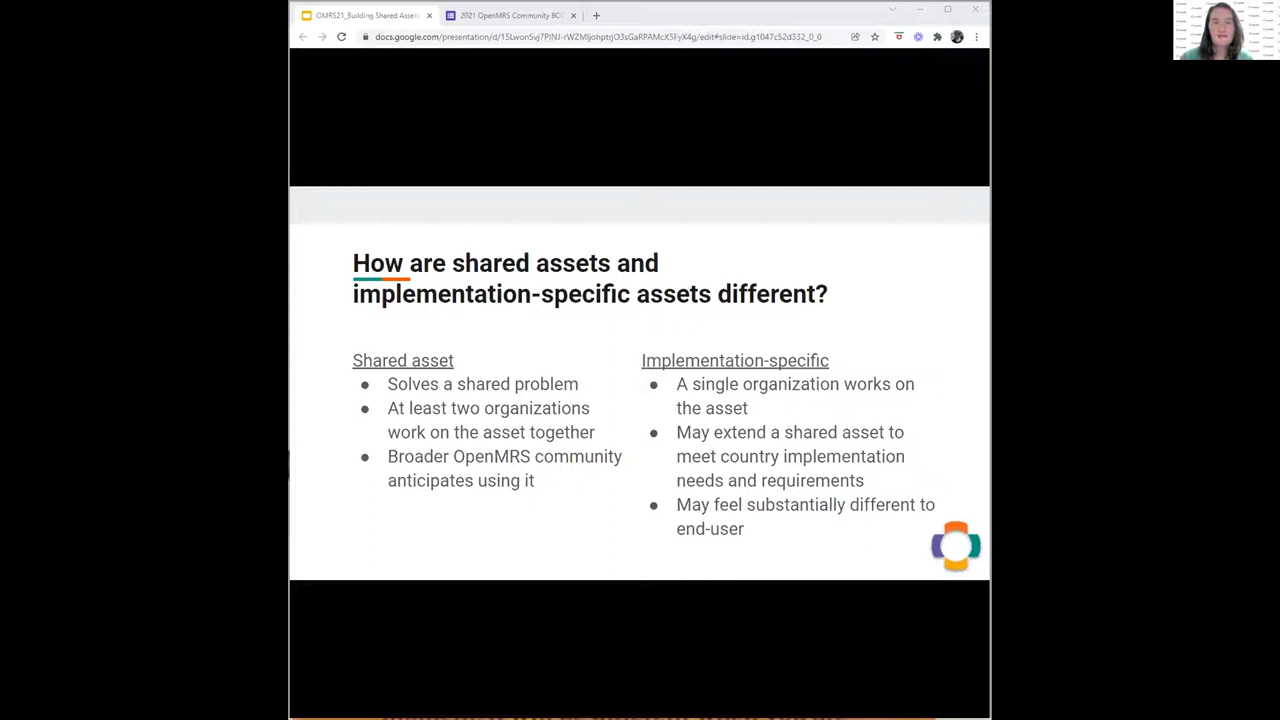 OMRS21_Building Shared Assets
2021 OpenMRS Community
How are shared assets and
implementation-specific assets different?
Shared asset
● Solves a shared problem
● At least two organizations
work on the asset together
● Broader OpenMRS community
anticipates using it
Implementation-specific
● A single organization works on
the asset
● May extend a shared asset to
meet country implementation
needs and requirements
● May feel substantially different to
end-user